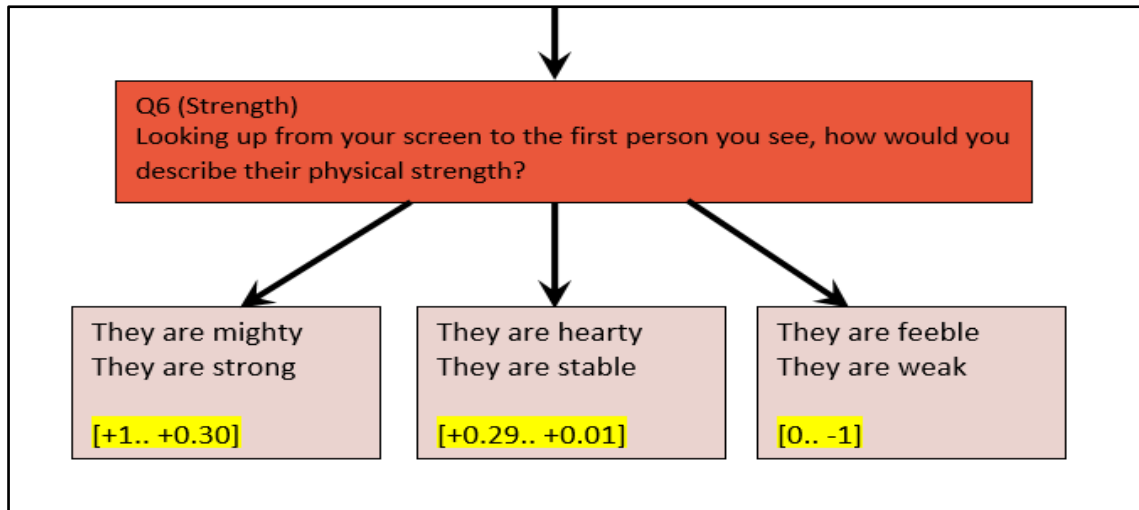 Q6 (Strength)
Looking up from your screen to the first person you see, how would you
describe their physical strength?
They are mighty
They are strong
[+1.. +0.30]
They are hearty
They are stable
[+0.29.. +0.01]
They are feeble
They are weak
[0.. -1]